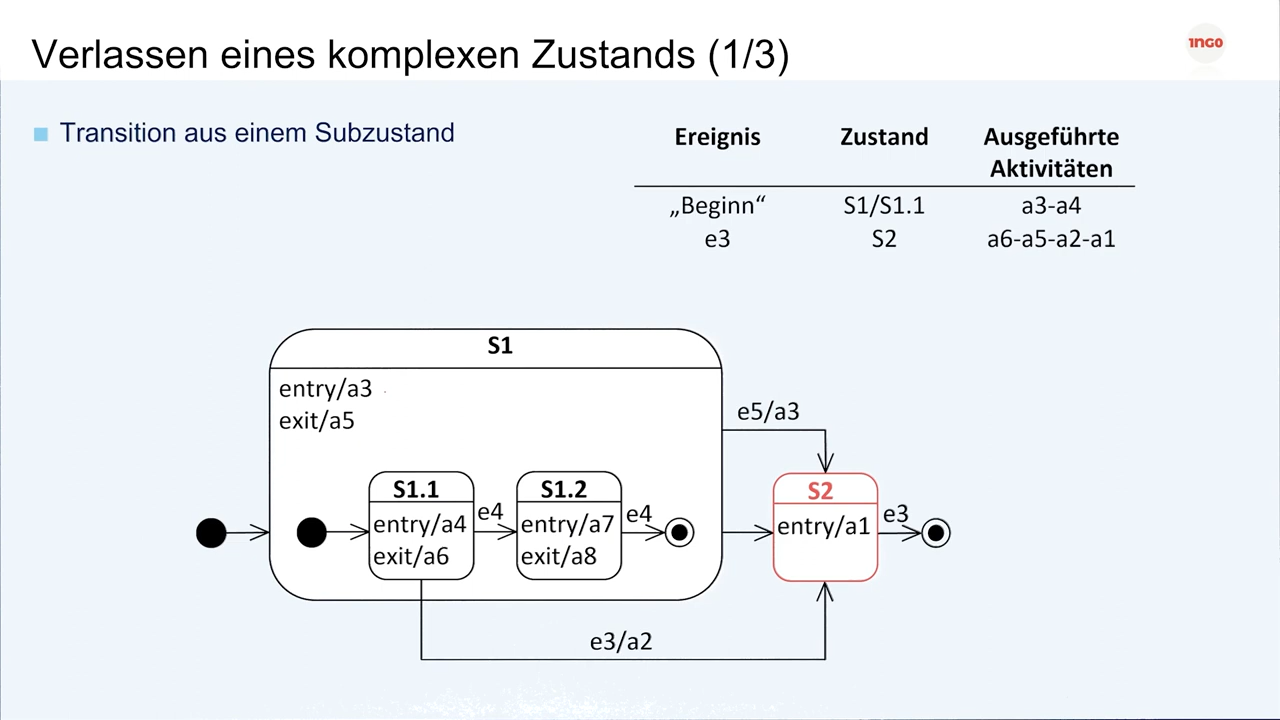 Verlassen eines komplexen Zustands (1/3)
1NGO
Transition aus einem Subzustand
Ereignis Zustand Ausgeführte Aktivitäten
„Beginn“ S1/S1.1 a3-a4
e3 S2 a6-a5-a2-a1
S1
entry/a3
exit/a5
e5/a3
S1.1
entry/a4
exit/a6
e4
S1.2
entry/a7
exit/a8
e4
S2
entry/a1
e3
e3/a2